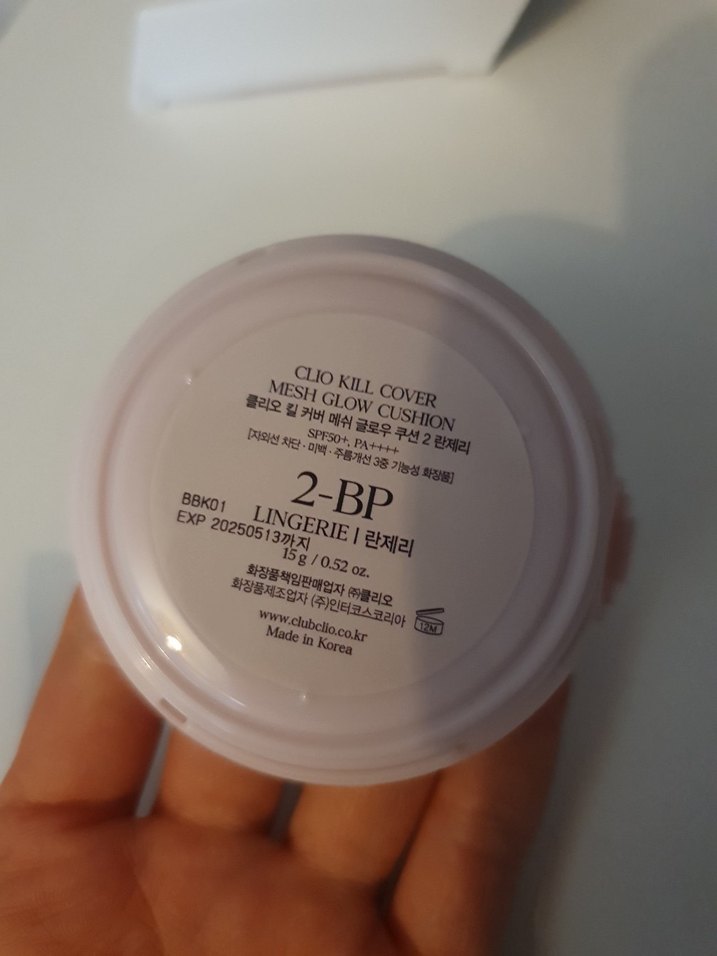 CLIO KILL COVER
MESH GLOW CUSHION
클리오 킬 커버 메쉬 글로우 쿠션 2 란제리
SPF50+, PA++++
[자외선 차단 · 미백 · 주름개선 3중 기능성 화장품]
2-BP
LINGERIE | 란제리
BBK01
EXP 20250513까지
15 g / 0.52 oz.
화장품책임판매업자 ㈜클리오
화장품제조업자 (주)인터코스코리아
12M
www.clubclio.co.kr
Made in Korea